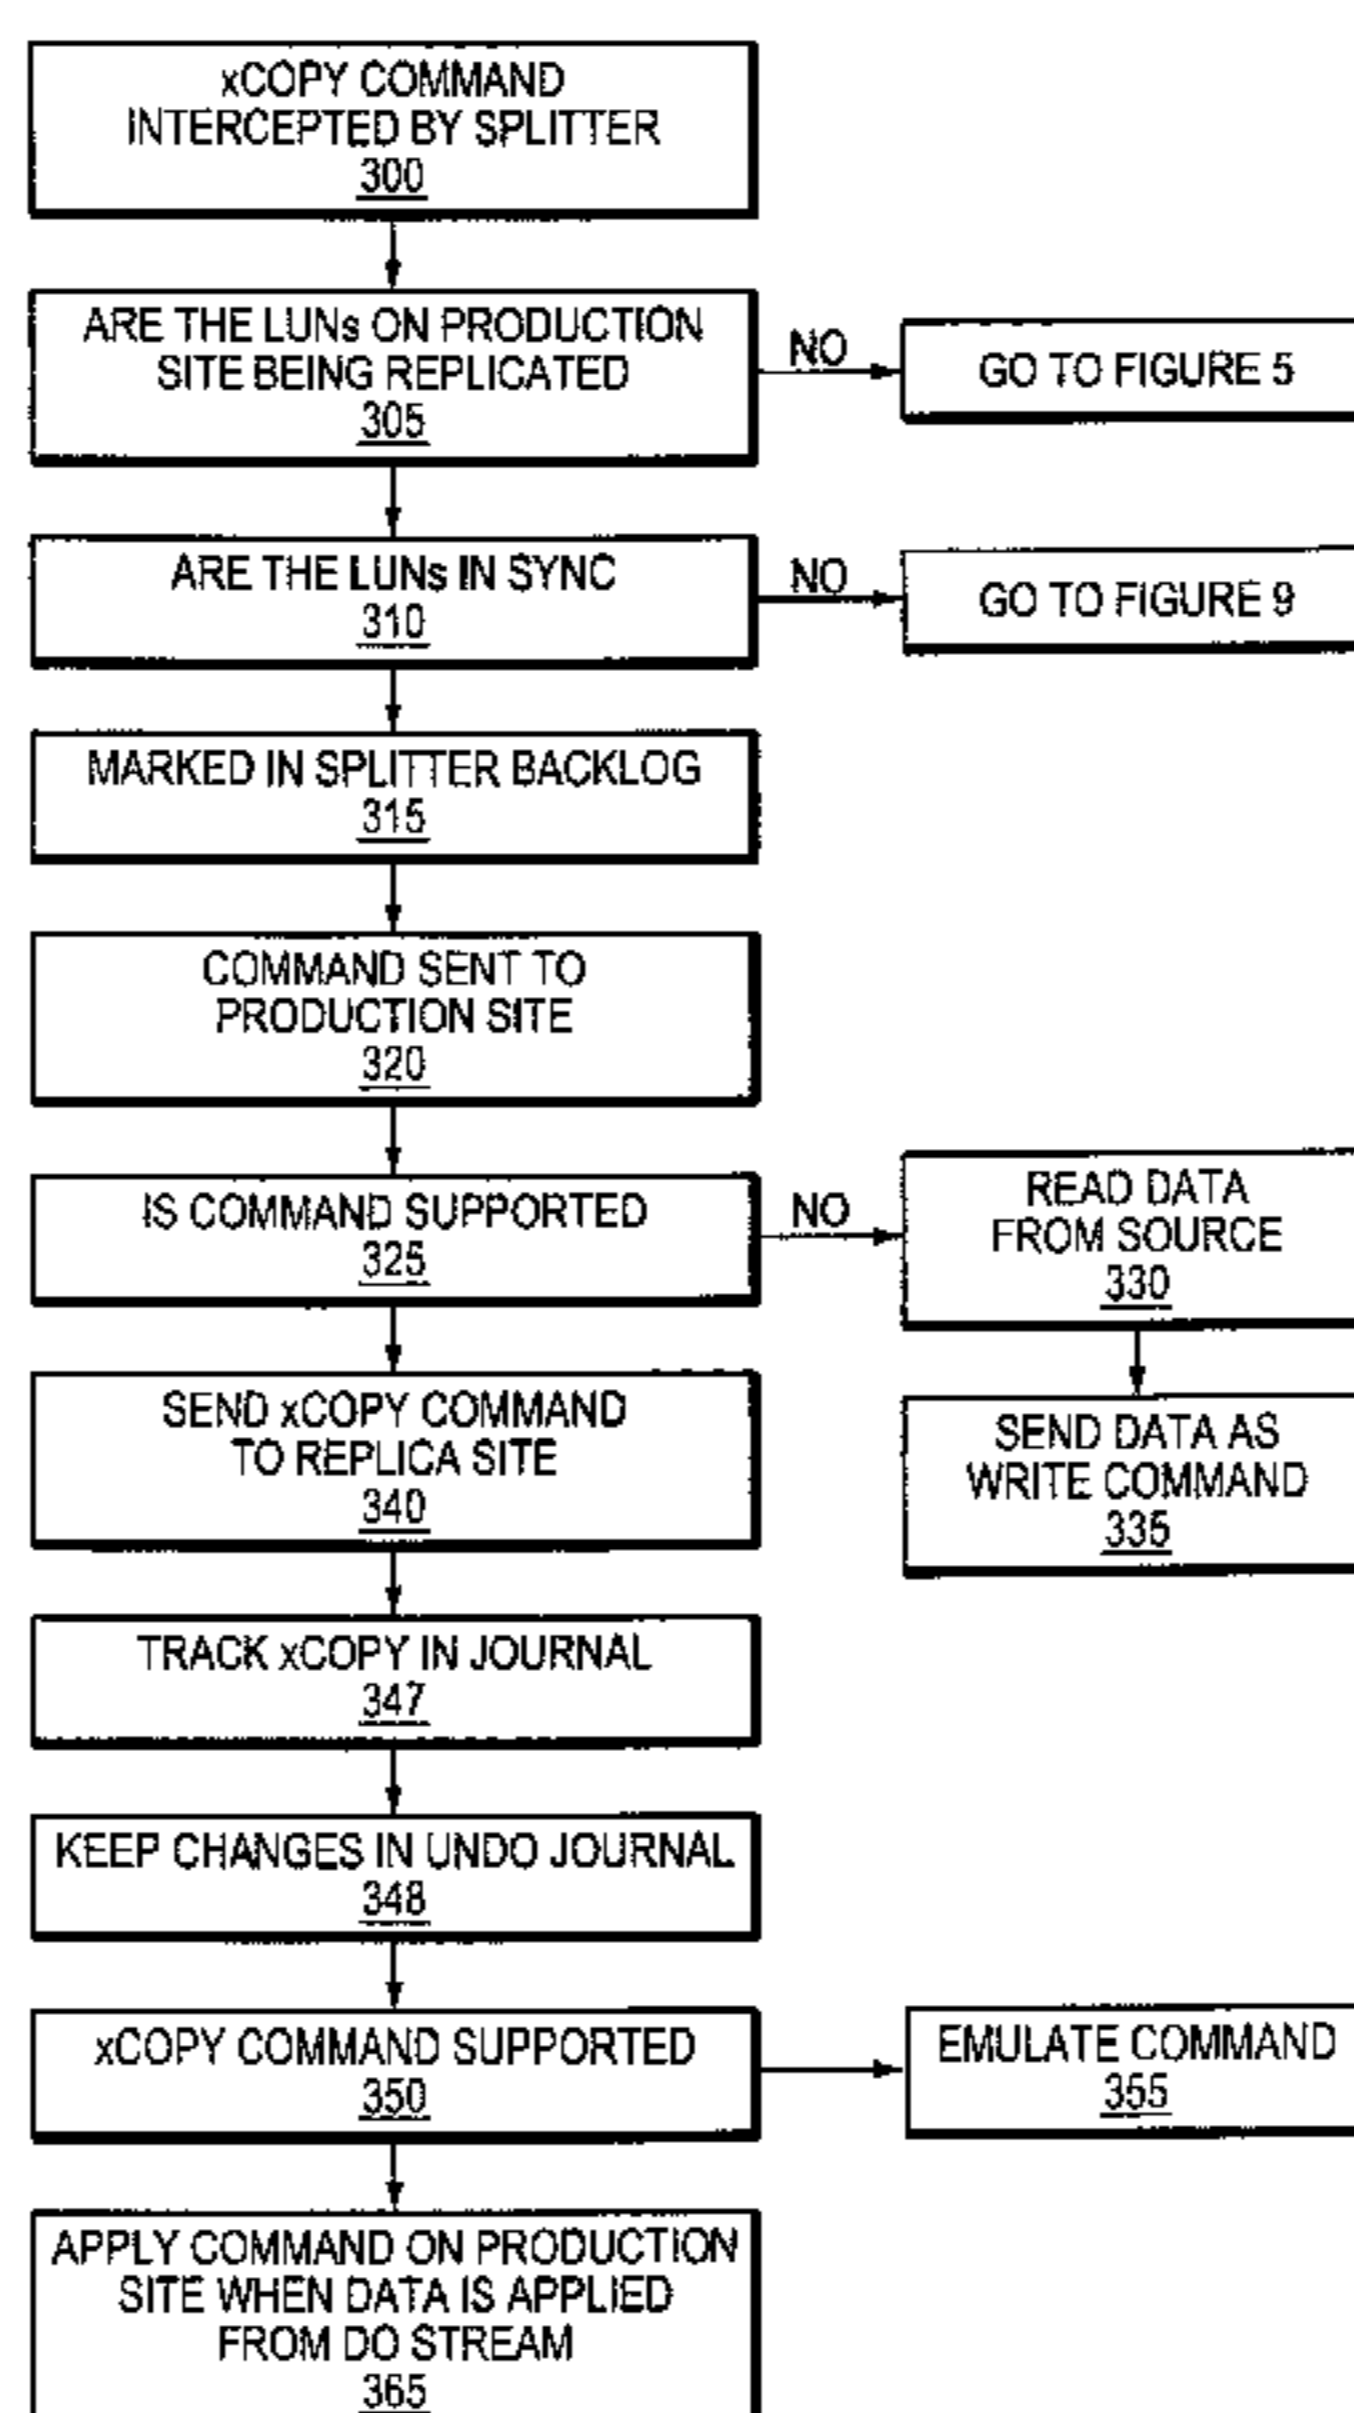 xCOPY COMMAND
INTERCEPTED BY SPLITTER
300
ARE THE LUNs ON PRODUCTION
SITE BEING REPLICATED
305
NO
GO TO FIGURE 5
ARE THE LUNs IN SYNC
310
NO
GO TO FIGURE 9
MARKED IN SPLITTER BACKLOG
315
COMMAND SENT TO
PRODUCTION SITE
320
IS COMMAND SUPPORTED
325
NO
READ DATA
FROM SOURCE
330
SEND xCOPY COMMAND
TO REPLICA SITE
340
SEND DATA AS
WRITE COMMAND
335
TRACK xCOPY IN JOURNAL
347
KEEP CHANGES IN UNDO JOURNAL
348
xCOPY COMMAND SUPPORTED
350
EMULATE COMMAND
355
APPLY COMMAND ON PRODUCTION
SITE WHEN DATA IS APPLIED
FROM DO STREAM
365